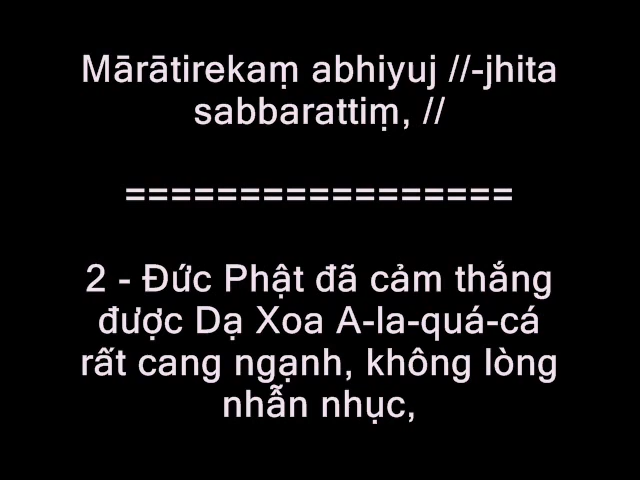 Mārātirekaṃ abhiyuj //-jhita
sabbarattiṃ, //
=================
2 - Đức Phật đã cảm thắng
được Dạ Xoa A-la-quá-cá
rất cang ngạnh, không lòng
nhẫn nhục,